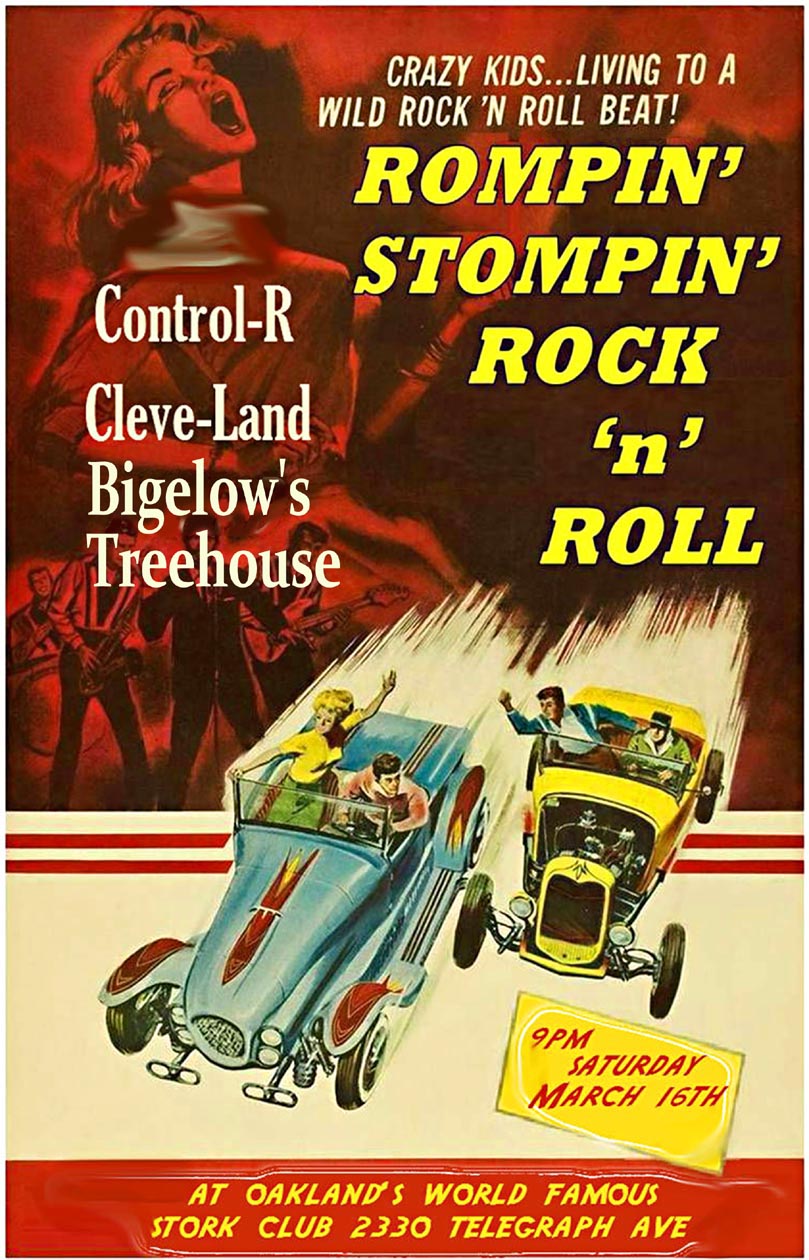 CRAZY KIDS...LIVING TO A
WILD ROCK 'N ROLL BEAT!
ROMPIN'
STOMPIN'
ROCK
'n'
ROLL
Control-R
Cleve-Land
Bigelow's
Treehouse
9PM
SATURDAY
MARCH 16TH
AT OAKLAND'S WORLD FAMOUS
STORK CLUB 2330 TELEGRAPH AVE